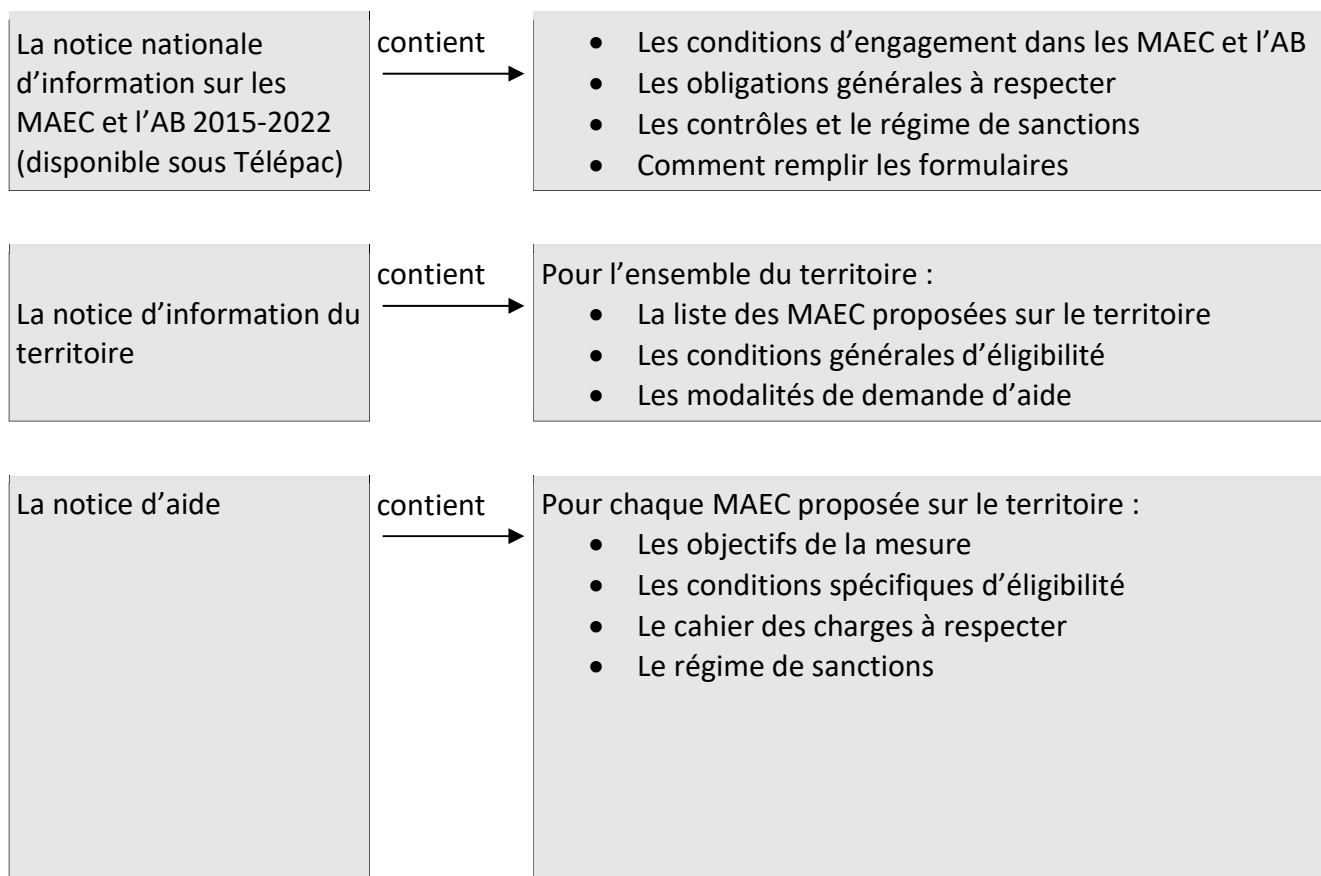 La notice nationale
d’information sur les
MAEC et l’AB 2015-2022
(disponible sous Télépac)
contient
• Les conditions d’engagement dans les MAEC et l’AB
• Les obligations générales à respecter
• Les contrôles et le régime de sanctions
• Comment remplir les formulaires
La notice d’information du
territoire
contient
Pour l’ensemble du territoire :
• La liste des MAEC proposées sur le territoire
• Les conditions générales d’éligibilité
• Les modalités de demande d’aide
La notice d’aide
contient
Pour chaque MAEC proposée sur le territoire :
• Les objectifs de la mesure
• Les conditions spécifiques d’éligibilité
• Le cahier des charges à respecter
• Le régime de sanctions